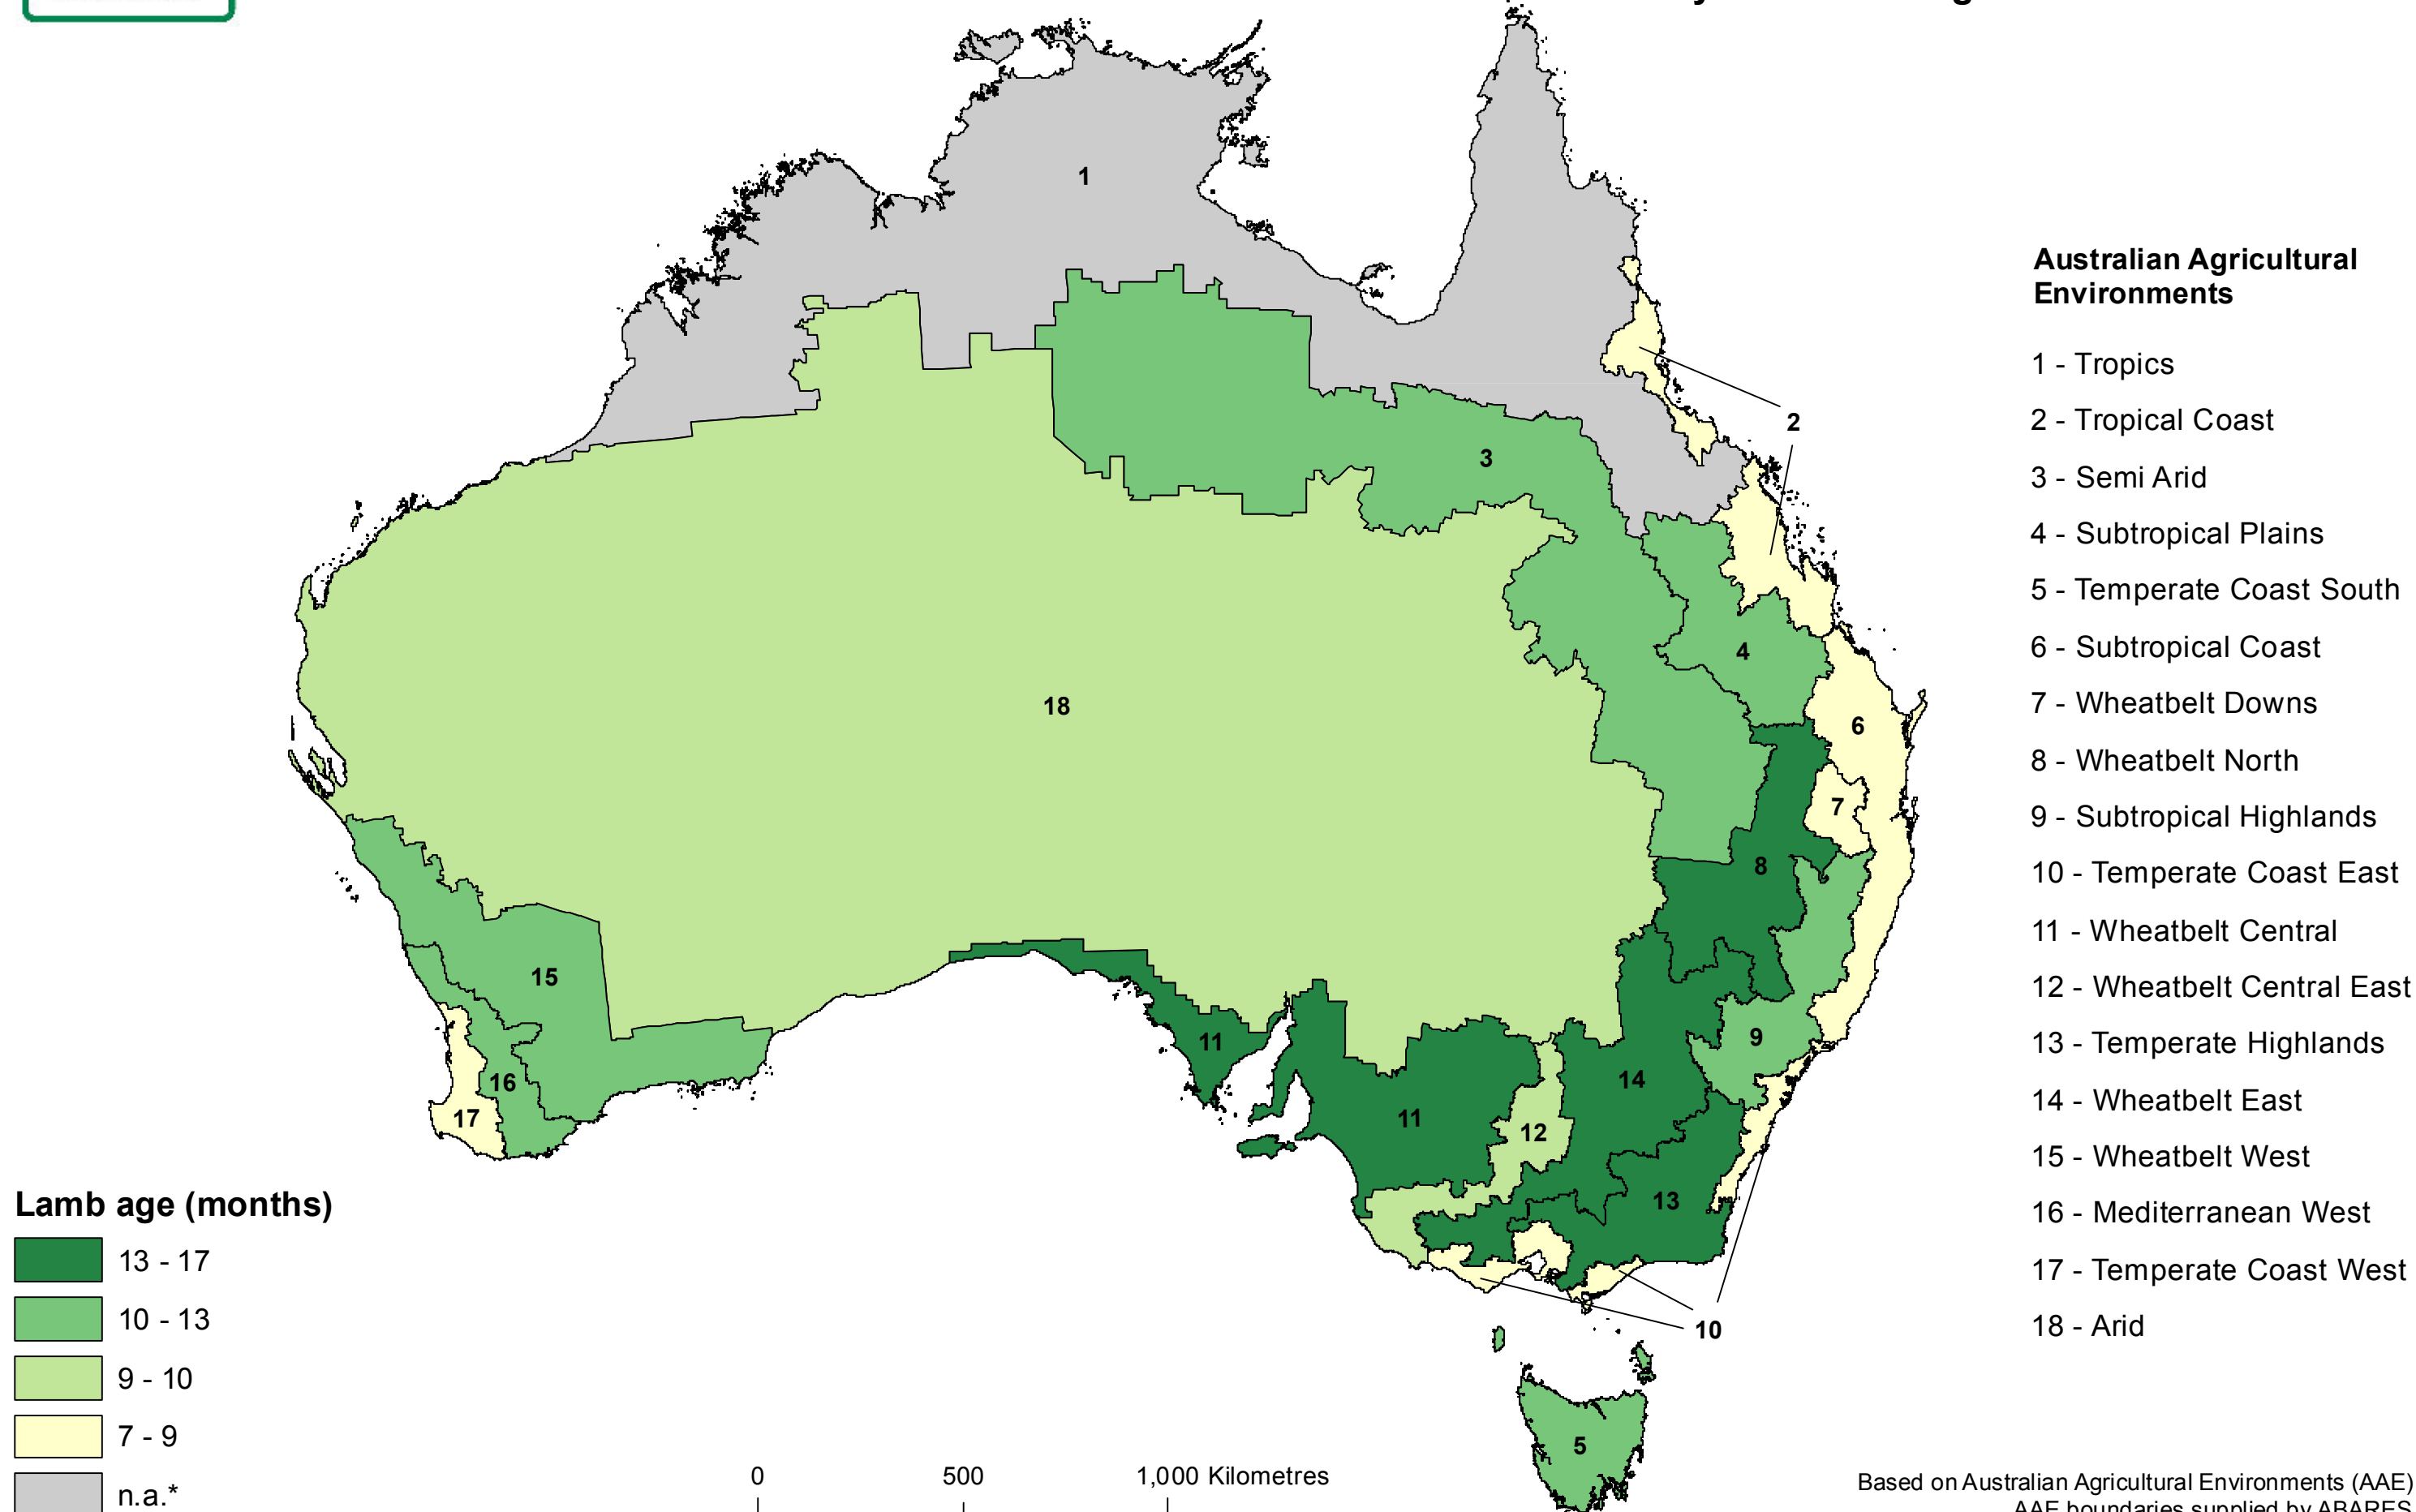 1
2
3
4
18
6
7
8
15
9
11
14
16
11
17
12
13
10
5
Australian Agricultural
Environments
1 - Tropics
2 - Tropical Coast
3 - Semi Arid
4 - Subtropical Plains
5 - Temperate Coast South
6 - Subtropical Coast
7 - Wheatbelt Downs
8 - Wheatbelt North
9 - Subtropical Highlands
10 - Temperate Coast East
11 - Wheatbelt Central
12 - Wheatbelt Central East
13 - Temperate Highlands
14 - Wheatbelt East
15 - Wheatbelt West
16 - Mediterranean West
17 - Temperate Coast West
18 - Arid
Lamb age (months)
13 - 17
10 - 13
9 - 10
7 - 9
n.a.*
0 500 1,000 Kilometres
Based on Australian Agricultural Environments (AAE)
AAE boundaries supplied by ABARES